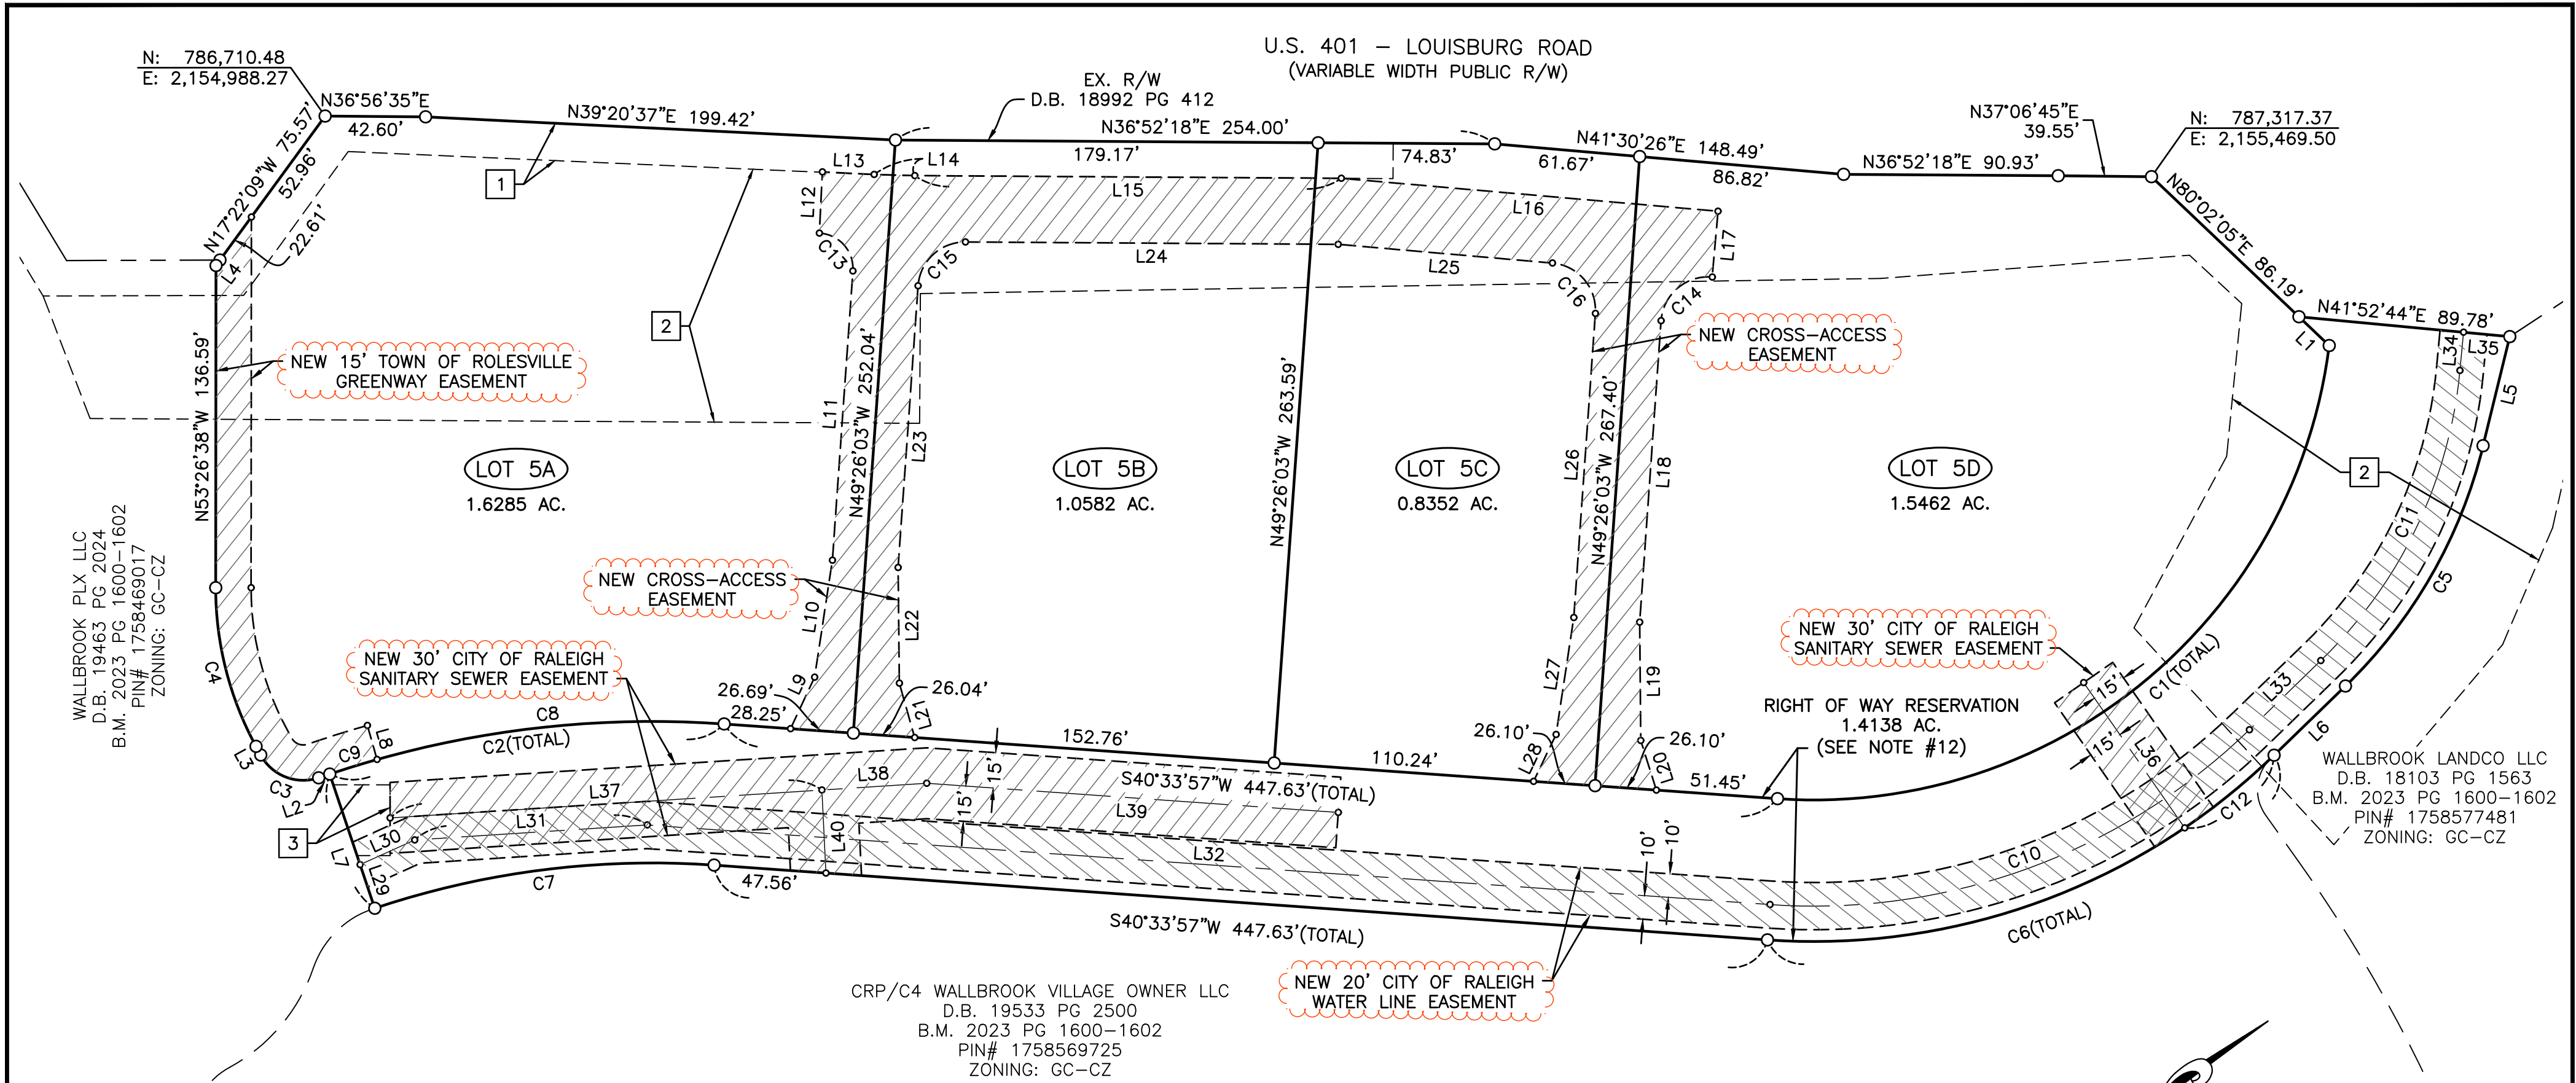 U.S. 401 – LOUISBURG ROAD
(VARIABLE WIDTH PUBLIC R/W)
N: 786,710.48
E: 2,154,988.27
EX. R/W
D.B. 18992 PG 412
N: 787,317.37
E: 2,155,469.50
N36°56'35"E
42.60'
N39°20'37"E 199.42'
N36°52'18"E 254.00'
179.17'
74.83'
N41°30'26"E 148.49'
61.67'
86.82'
N36°52'18"E 90.93'
N37°06'45"E
39.55'
N80°02'05"E 86.19'
N41°52'44"E 89.78'
N17°22'09"W 75.57'
52.96'
22.61'
L4
1
L13
L14
L12
L15
L16
L17
C13
C15
L24
L25
C16
C14
L1
L34
L35
L5
2
NEW 15' TOWN OF ROLESVILLE
GREENWAY EASEMENT
NEW CROSS–ACCESS
EASEMENT
N53°26'38"W 136.59'
L11
N49°26'03"W 252.04'
L23
N49°26'03"W 263.59'
L26
N49°26'03"W 267.40'
L18
LOT 5A
1.6285 AC.
LOT 5B
1.0582 AC.
LOT 5C
0.8352 AC.
LOT 5D
1.5462 AC.
2
C11
C5
WALLBROOK PLX LLC
D.B. 19463 PG 2024
B.M. 2023 PG 1600–1602
PIN# 1758469017
ZONING: GC–CZ
NEW CROSS–ACCESS
EASEMENT
L10
L22
L27
L19
NEW 30' CITY OF RALEIGH
SANITARY SEWER EASEMENT
NEW 30' CITY OF RALEIGH
SANITARY SEWER EASEMENT
C4
L3
C3
L2
C9
L8
C8
C2(TOTAL)
28.25'
26.69'
L9
26.04'
L21
152.76'
110.24'
26.10'
L28
26.10'
L20
51.45'
RIGHT OF WAY RESERVATION
1.4138 AC.
(SEE NOTE #12)
15'
15'
L36
C1(TOTAL)
L33
L6
C12
WALLBROOK LANDCO LLC
D.B. 18103 PG 1563
B.M. 2023 PG 1600–1602
PIN# 1758577481
ZONING: GC–CZ
3
L7
L30
L29
L37
L31
L38
L40
15'
15'
S40°33'57"W 447.63'(TOTAL)
L39
L32
10'
10'
C10
C7
47.56'
S40°33'57"W 447.63'(TOTAL)
C6(TOTAL)
NEW 20' CITY OF RALEIGH
WATER LINE EASEMENT
CRP/C4 WALLBROOK VILLAGE OWNER LLC
D.B. 19533 PG 2500
B.M. 2023 PG 1600–1602
PIN# 1758569725
ZONING: GC–CZ